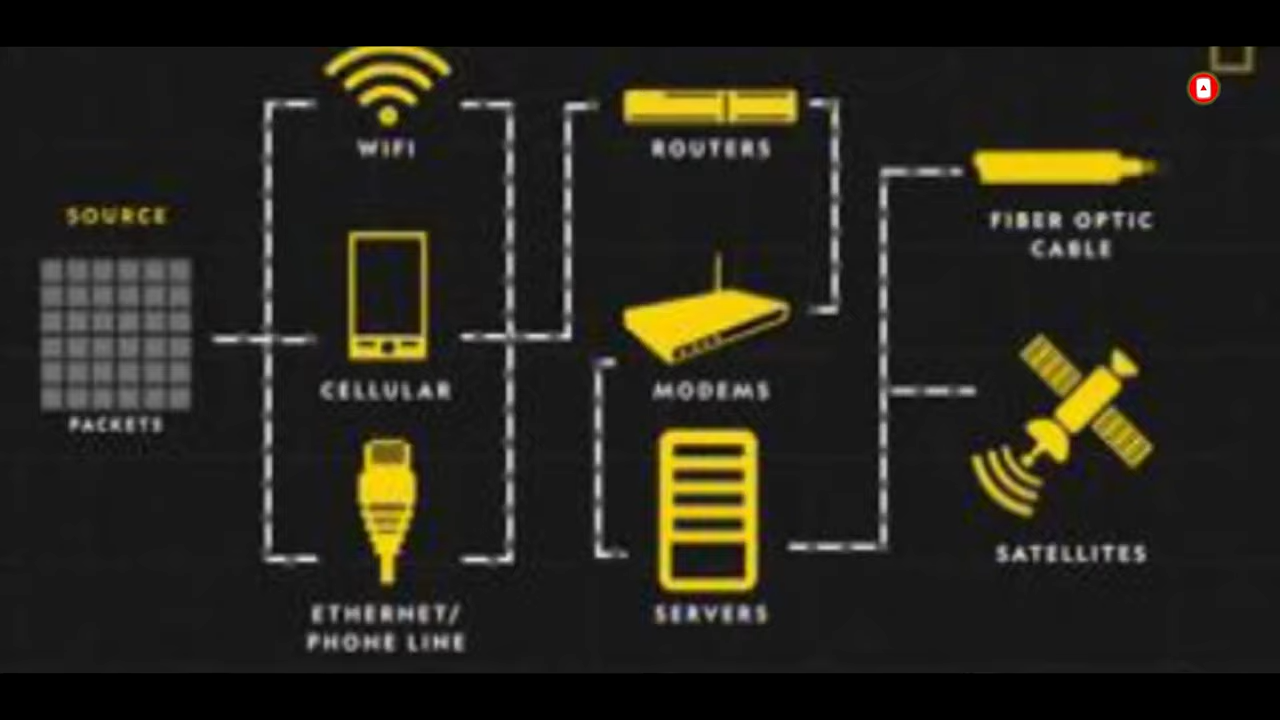 WIFI
ROUTERS
SOURCE
FIBER OPTIC
CABLE
CELLULAR
MODEMS
PACKETS
SATELLITES
ETHERNET/
PHONE LINE
SERVERS